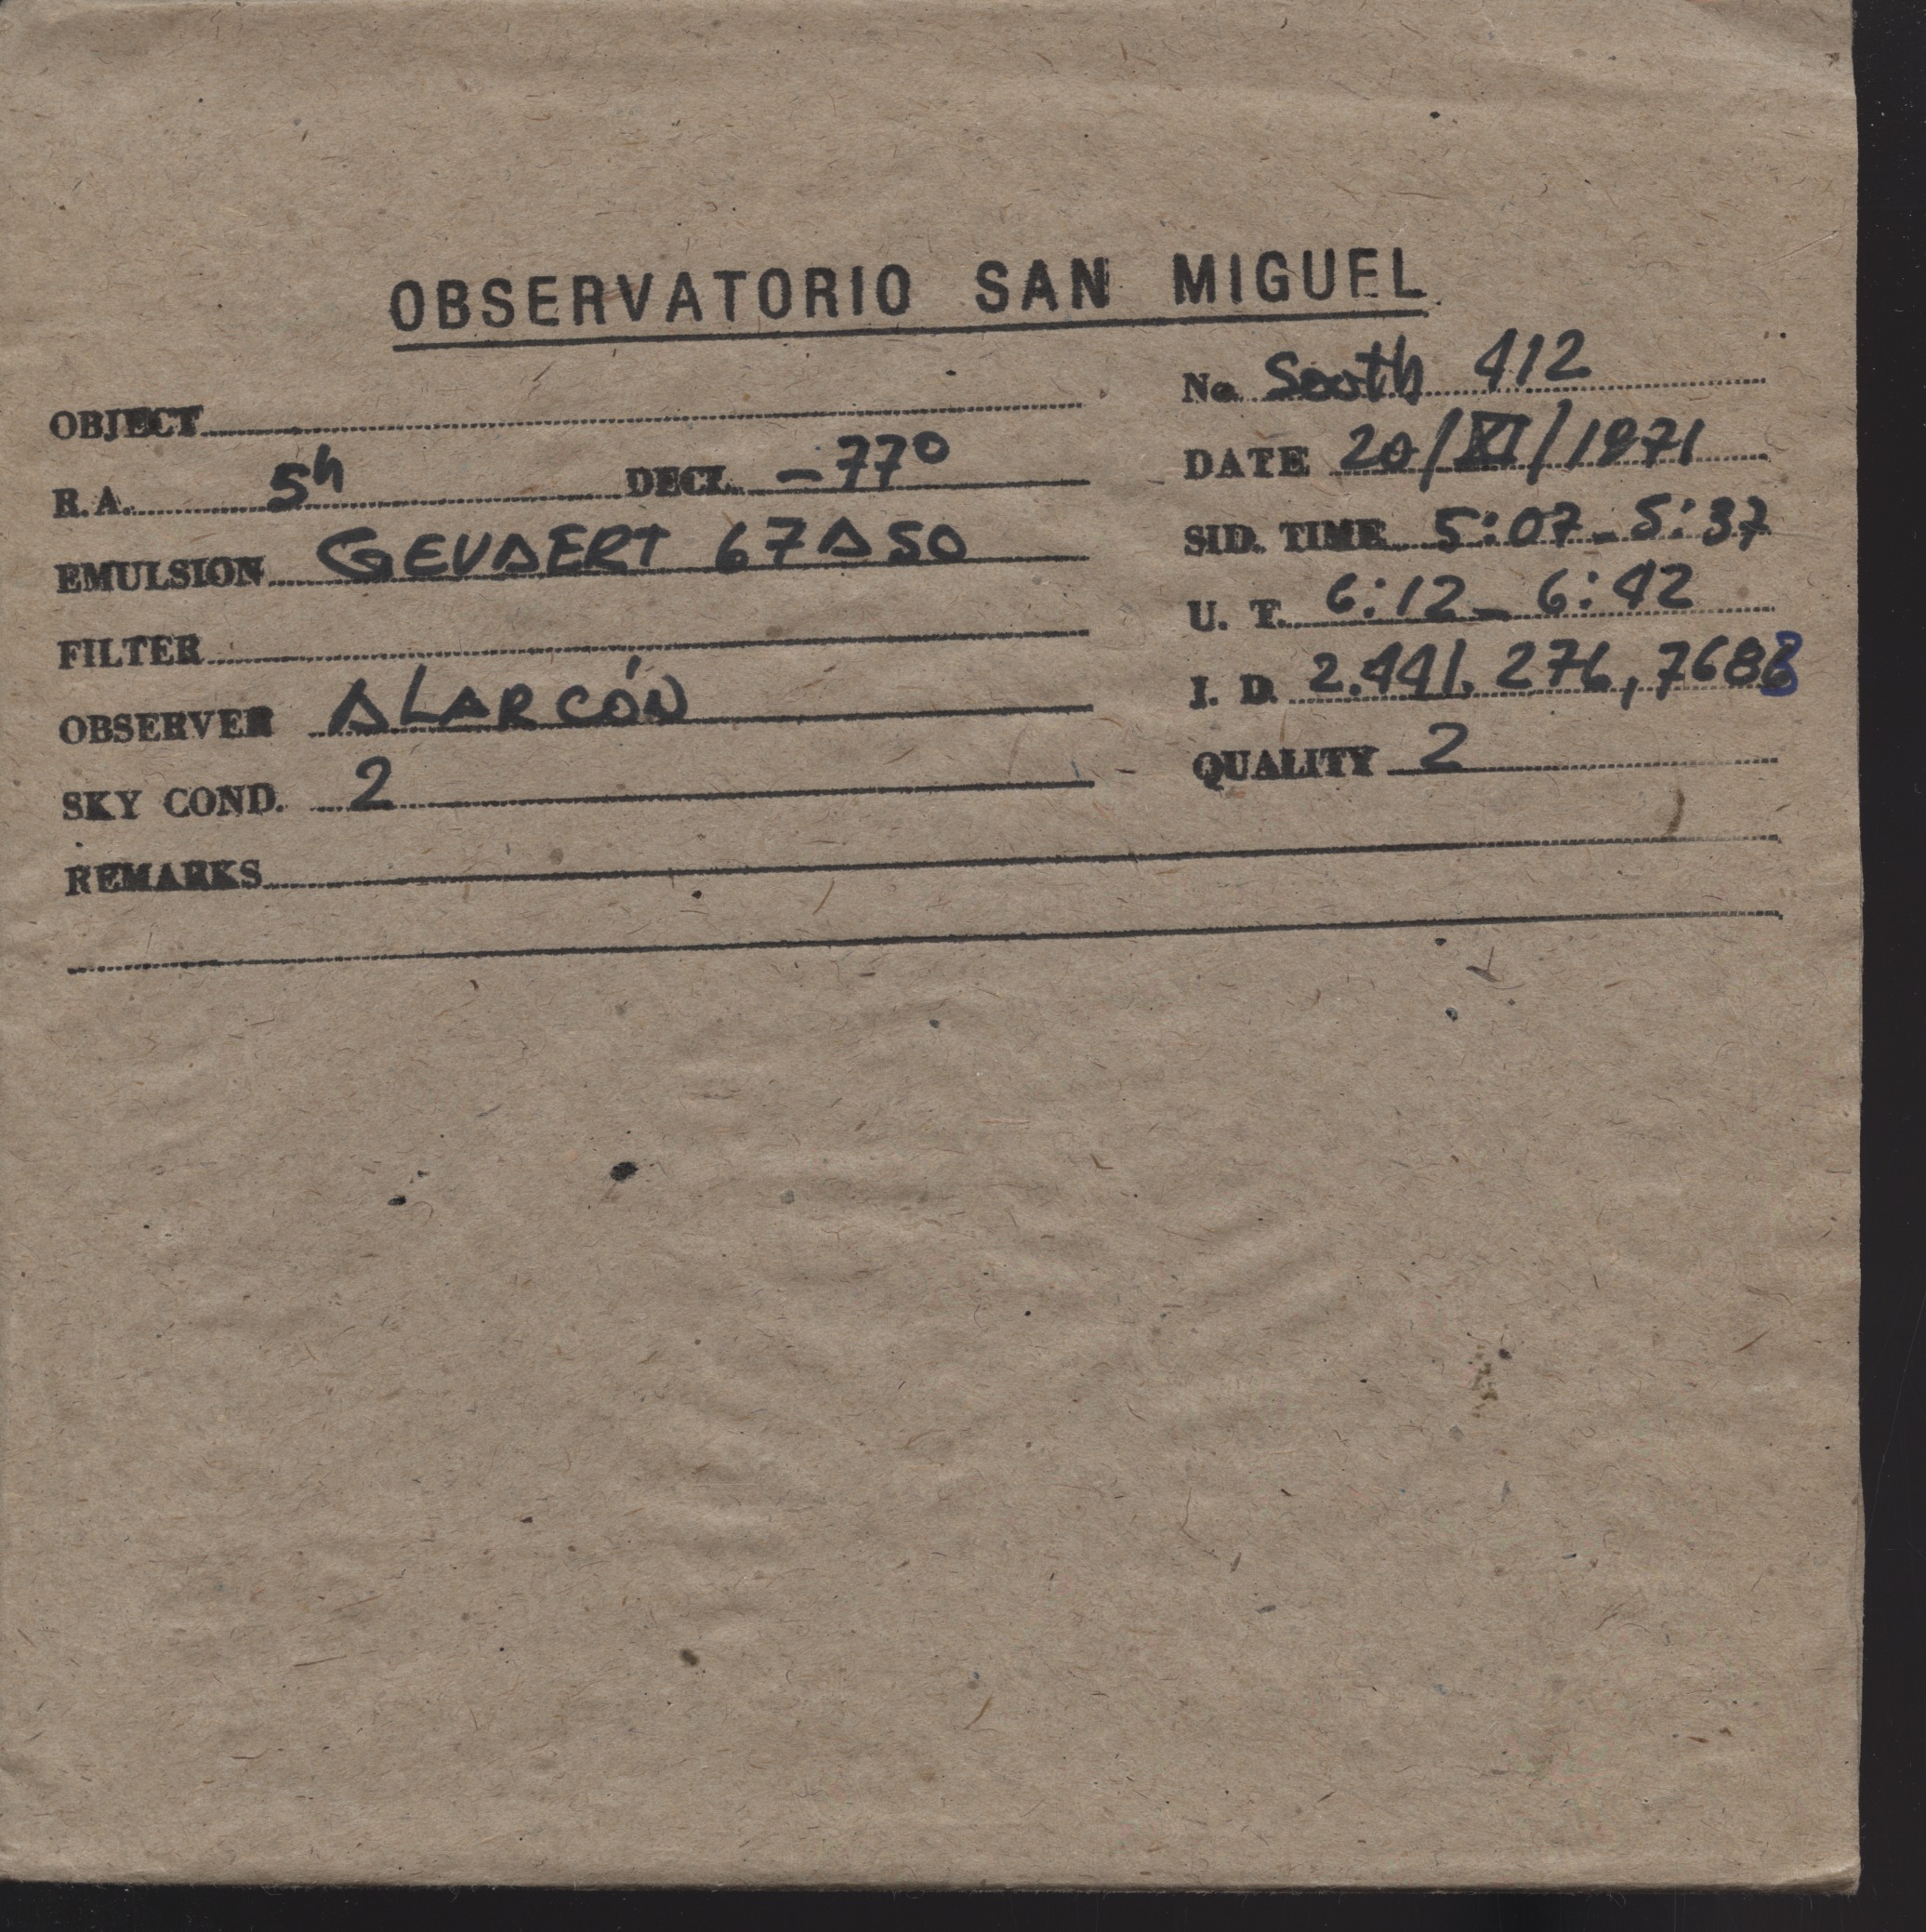 OBSERVATORIO SAN MIGUEL
OBJECT
R.A. 5h DECL. -77º
EMULSION GEVAERT 67A50
FILTER
OBSERVER ALARCÓN
SKY COND. 2
REMARKS
No. South 412
DATE 20/XI/1971
SID. TIME 5:07-5:37
U. T. 6:12-6:42
I. D. 2.441.276,7688
QUALITY 2